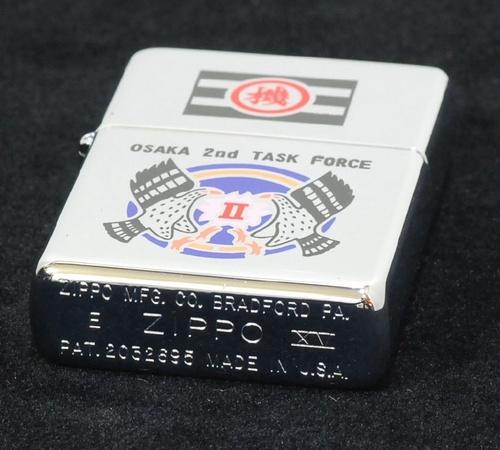 機
OSAKA 2nd TASK FORCE
II
ZIPPO MFG. CO. BRADFORD PA.
E ZIPPO XV
PAT. 2032695 MADE IN U.S.A.